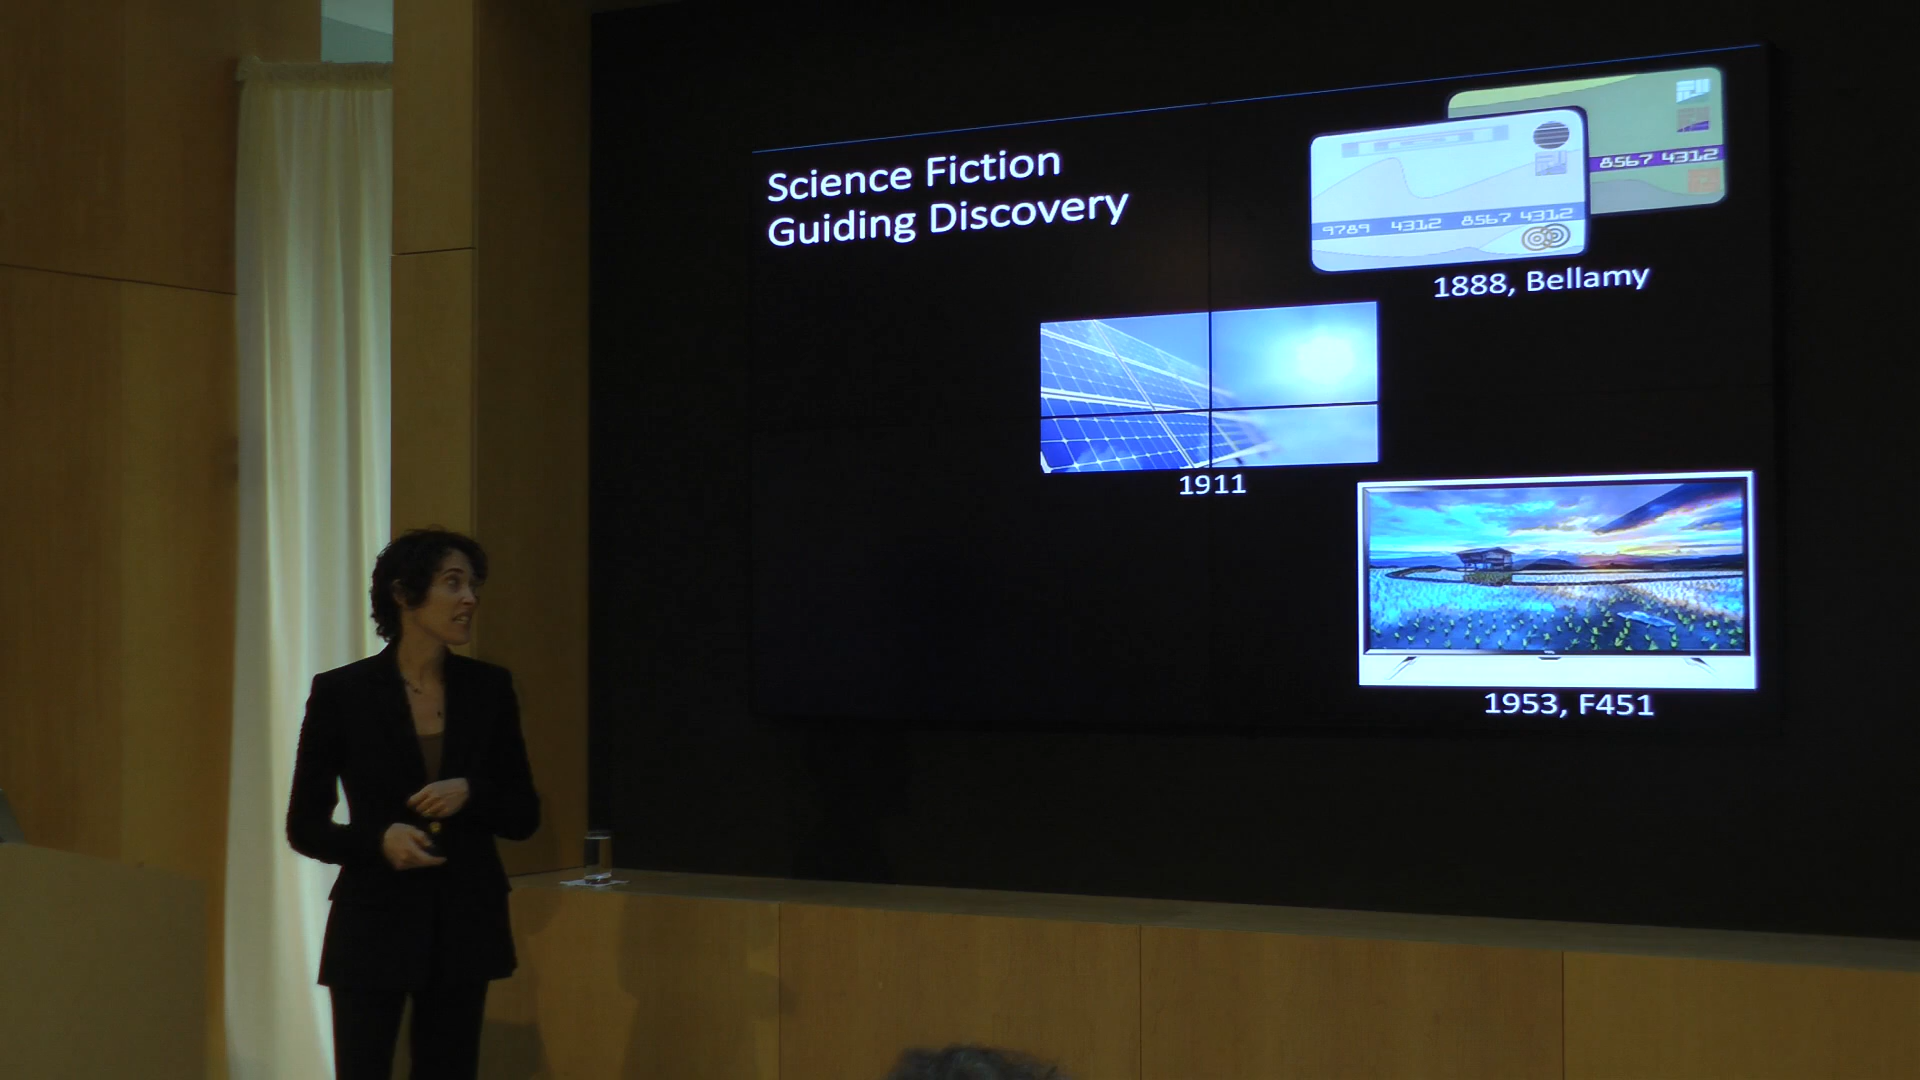 Science Fiction
Guiding Discovery
8567 4312
9789 4312 8567 4312
1888, Bellamy
1911
1953, F451